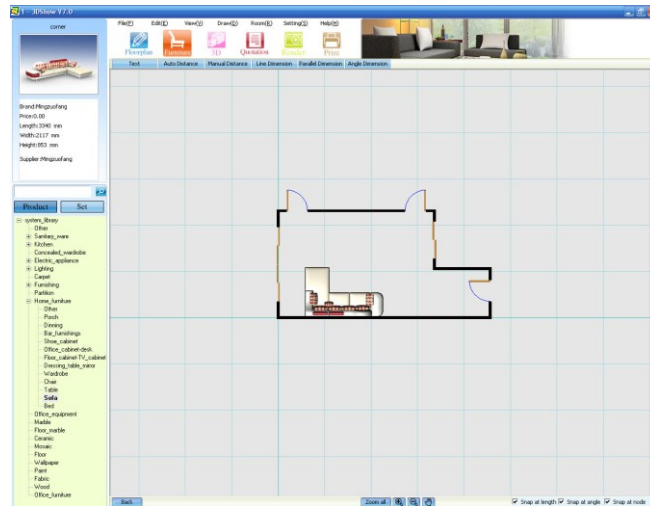 1 - 3DShow V7.0
corner
File(F) Edit(E) View(V) Draw(D) Room(R) Setting(S) Help(H)
Floorplan Furniture 3D Quotation Render Print
Text Auto Distance Manual Distance Line Dimension Parallel Dimension Angle Dimension
Brand:Mingzuofang
Price:0.00
Length:3340 mm
Width:2117 mm
Height:853 mm
Supplier:Mingzuofang
Product Set
system_library
Other
Sanitary_ware
Kitchen
Concealed_wardrobe
Electric_appliance
Lighting
Carpet
Furnishing
Partition
Home_furniture
Other
Porch
Dinning
Bar_furnishings
Shoe_cabinet
Office_cabinet-desk
Floor_cabinet-TV_cabinet
Dressing_table_mirror
Wardrobe
Chair
Table
Sofa
Bed
Office_equipment
Marble
Floor_marble
Ceramic
Mosaic
Floor
Wallpaper
Paint
Fabric
Wood
Office_furniture
Back Zoom all Snap at length Snap at angle Snap at node